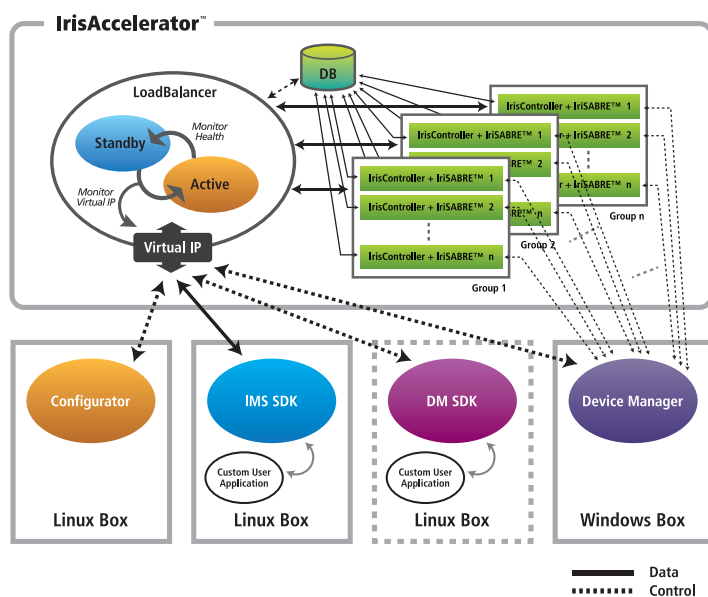 IrisAccelerator™
LoadBalancer
DB
Monitor
Health
Standby
Active
Monitor
Virtual IP
Virtual IP
IrisController + IriSABRE™ 1
r + IriSABRE™ 2
r + IriSABRE™ n
Group n
IrisController + IriSABRE™ 1
™ 2
RE™ n
Group 2
IrisController + IriSABRE™ 1
IrisController + IriSABRE™ 2
IrisController + IriSABRE™ n
Group 1
Configurator
Linux Box
IMS SDK
Custom User
Application
Linux Box
DM SDK
Custom User
Application
Linux Box
Device Manager
Windows Box
Data
Control